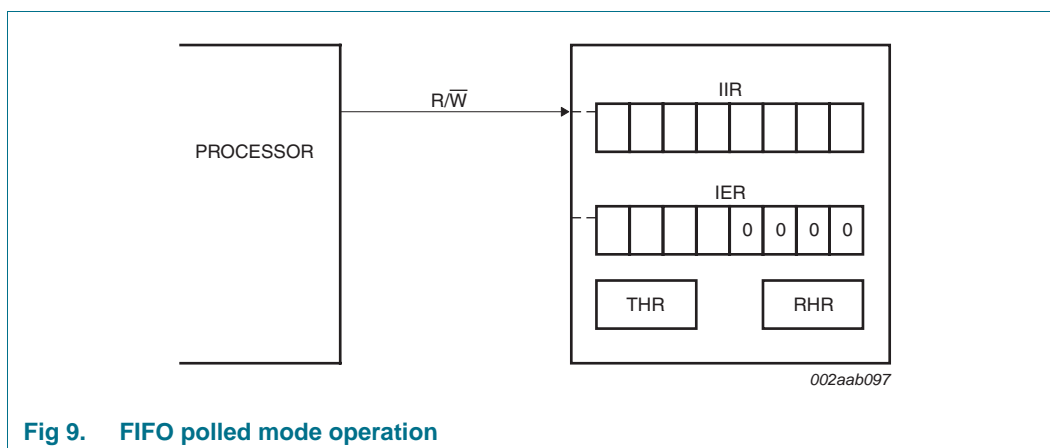 IIR
R/W̅
PROCESSOR
IER
0 0 0 0
THR RHR
002aab097
Fig 9. FIFO polled mode operation